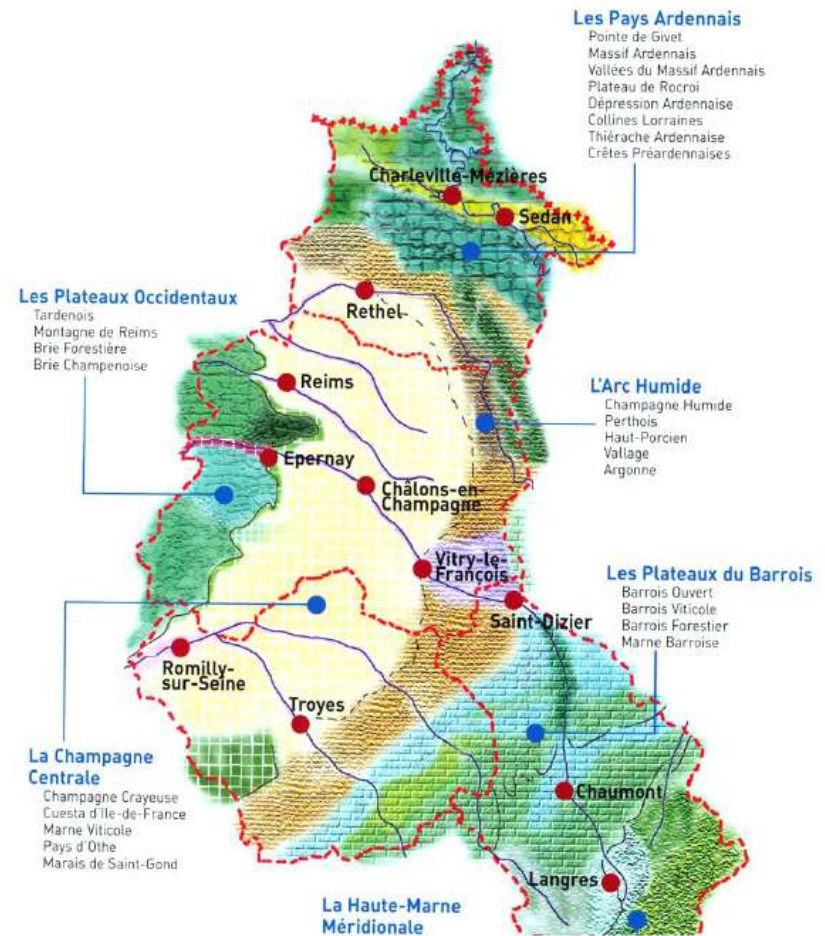 Les Pays Ardennais
Pointe de Givet
Massif Ardennais
Vallées du Massif Ardennais
Plateau de Rocroi
Dépression Ardennaise
Collines Lorraines
Thiérache Ardennaise
Crêtes Préardennaises
Charleville-Mézières
Sedan
Les Plateaux Occidentaux
Tardenois
Montagne de Reims
Brie Forestière
Brie Champenoise
Rethel
Reims
L'Arc Humide
Champagne Humide
Perthois
Haut-Porcien
Vallage
Argonne
Epernay
Châlons-en-
Champagne
Vitry-le-
François
Saint-Dizier
Les Plateaux du Barrois
Barrois Ouvert
Barrois Viticole
Barrois Forestier
Marne Barroise
Romilly-
sur-Seine
Troyes
La Champagne
Centrale
Champagne Crayeuse
Cuesta d'Ile-de-France
Marne Viticole
Pays d'Othe
Marais de Saint-Gond
Chaumont
Langres
La Haute-Marne
Méridionale